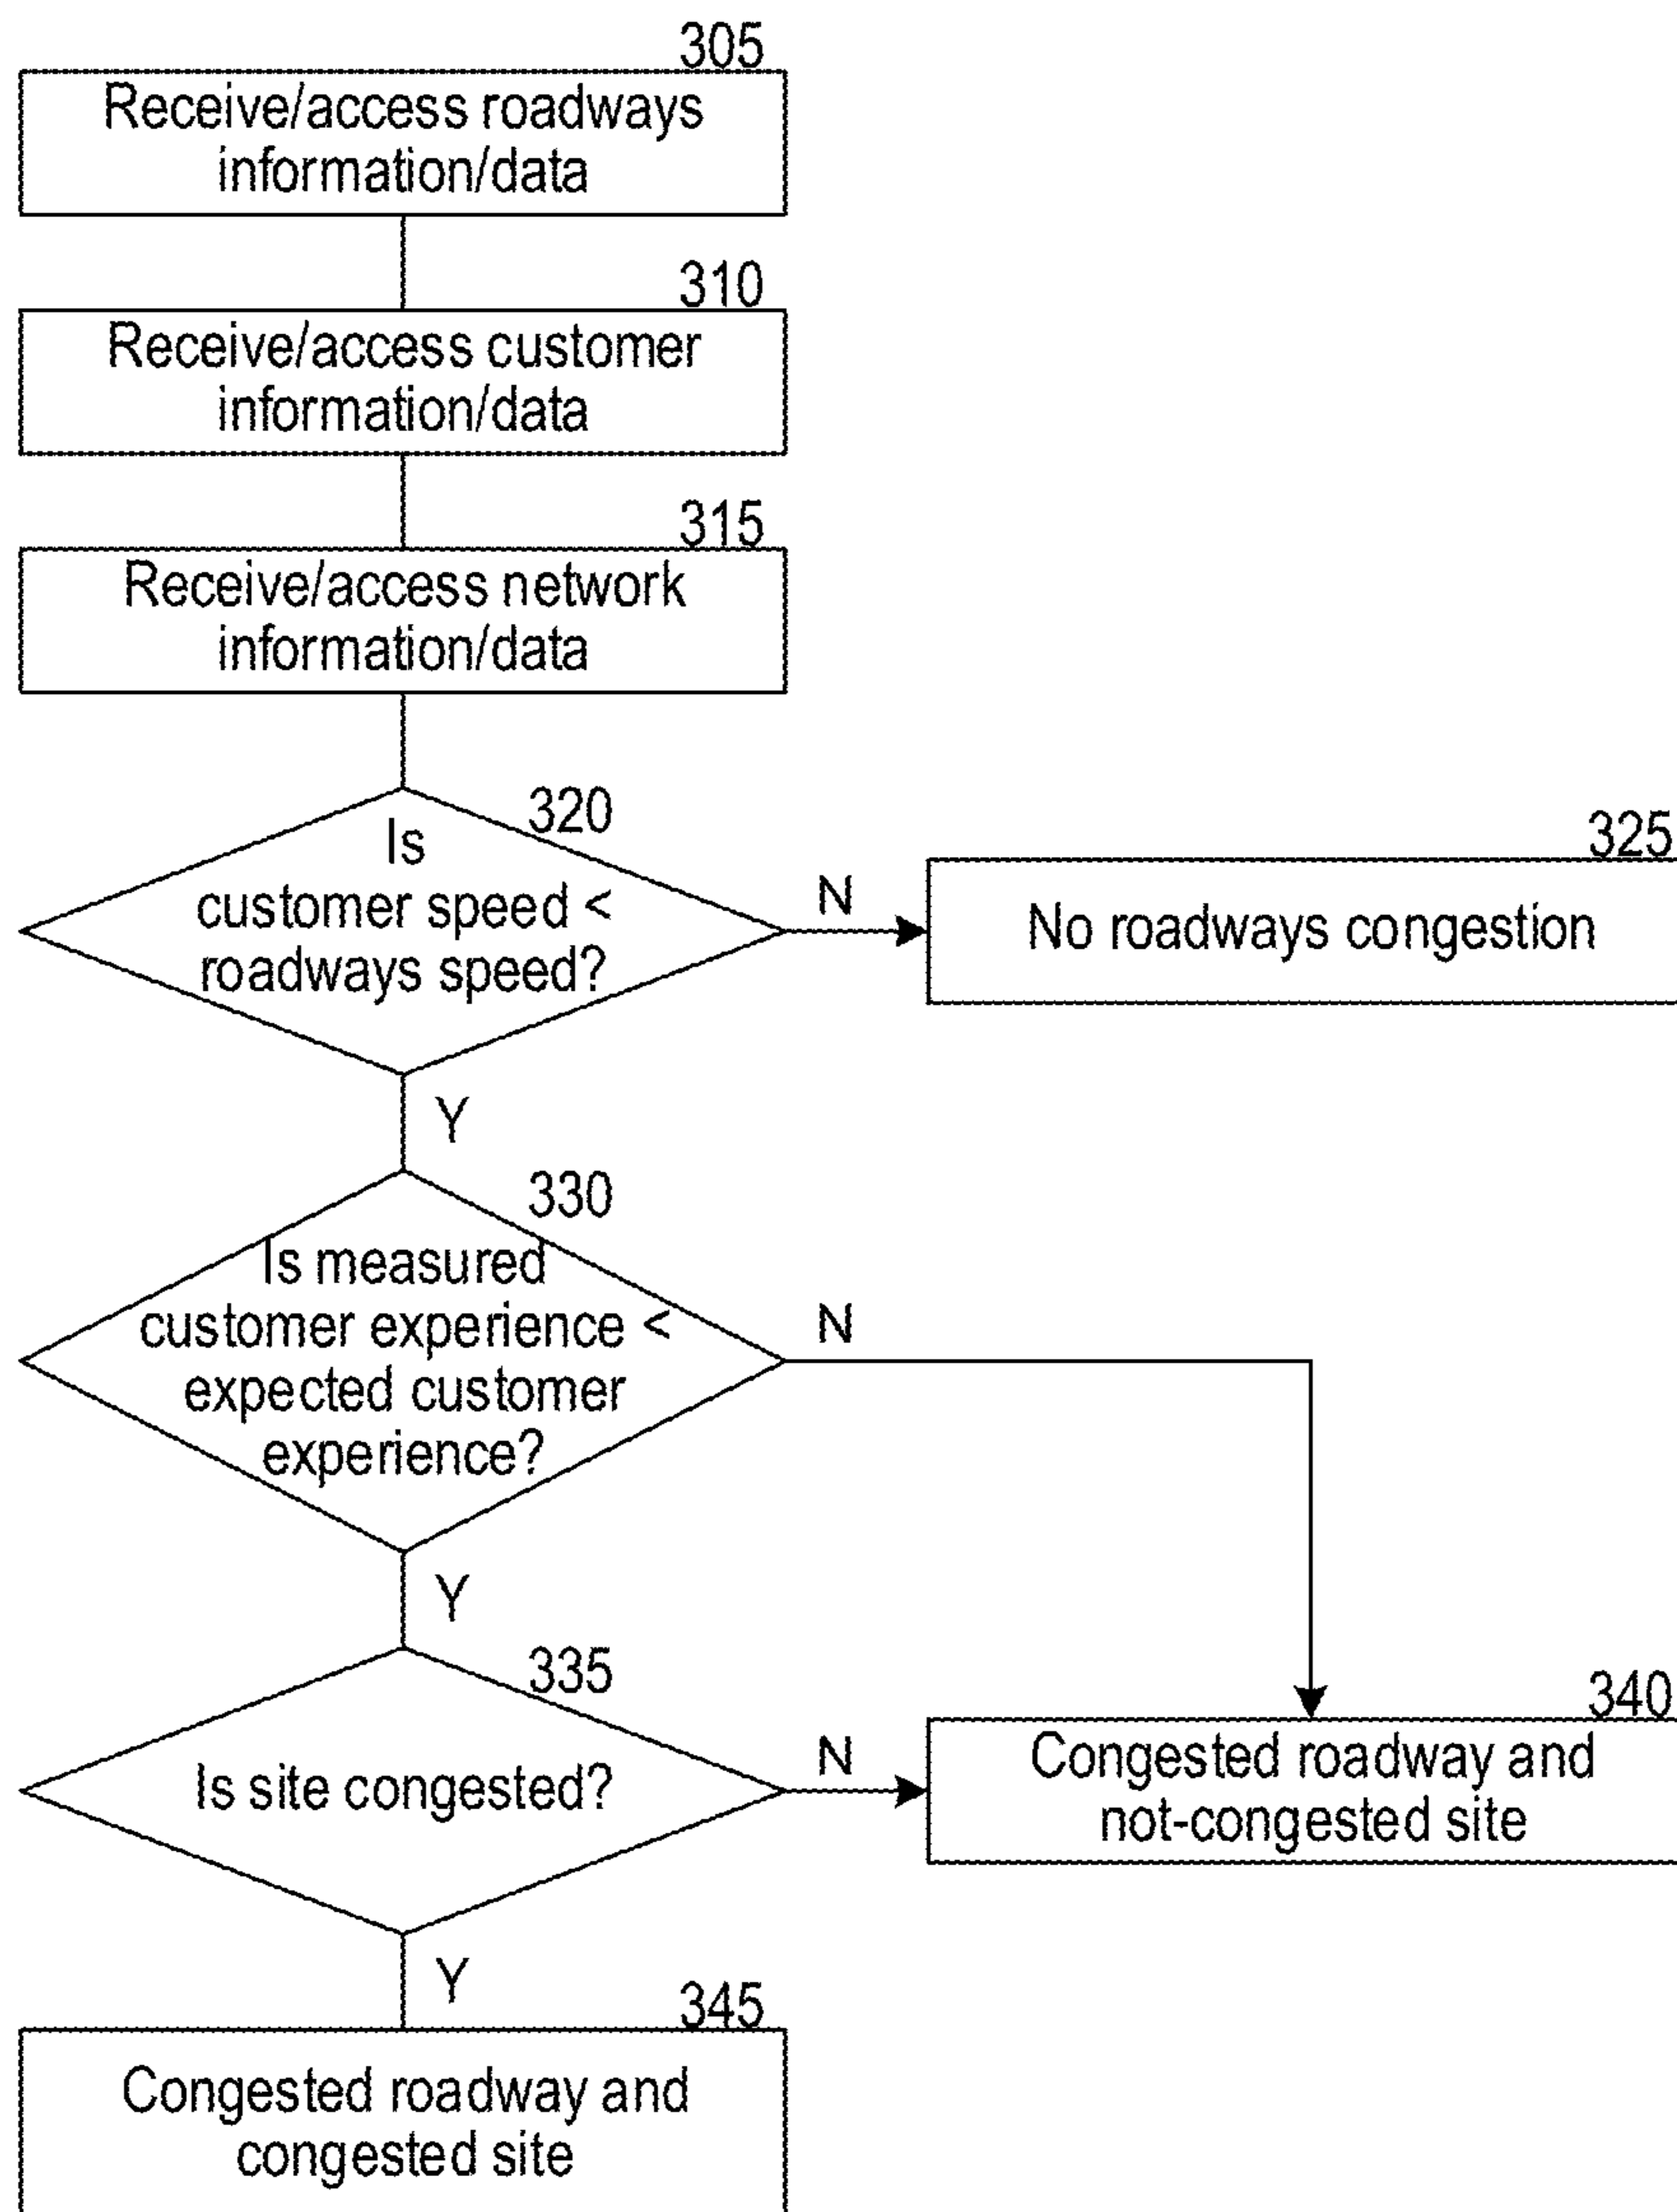 305
Receive/access roadways
information/data
310
Receive/access customer
information/data
315
Receive/access network
information/data
320
Is
customer speed <
roadways speed?
N
325
No roadways congestion
Y
330
Is measured
customer experience <
expected customer
experience?
N
Y
335
Is site congested?
N
340
Congested roadway and
not-congested site
Y
345
Congested roadway and
congested site